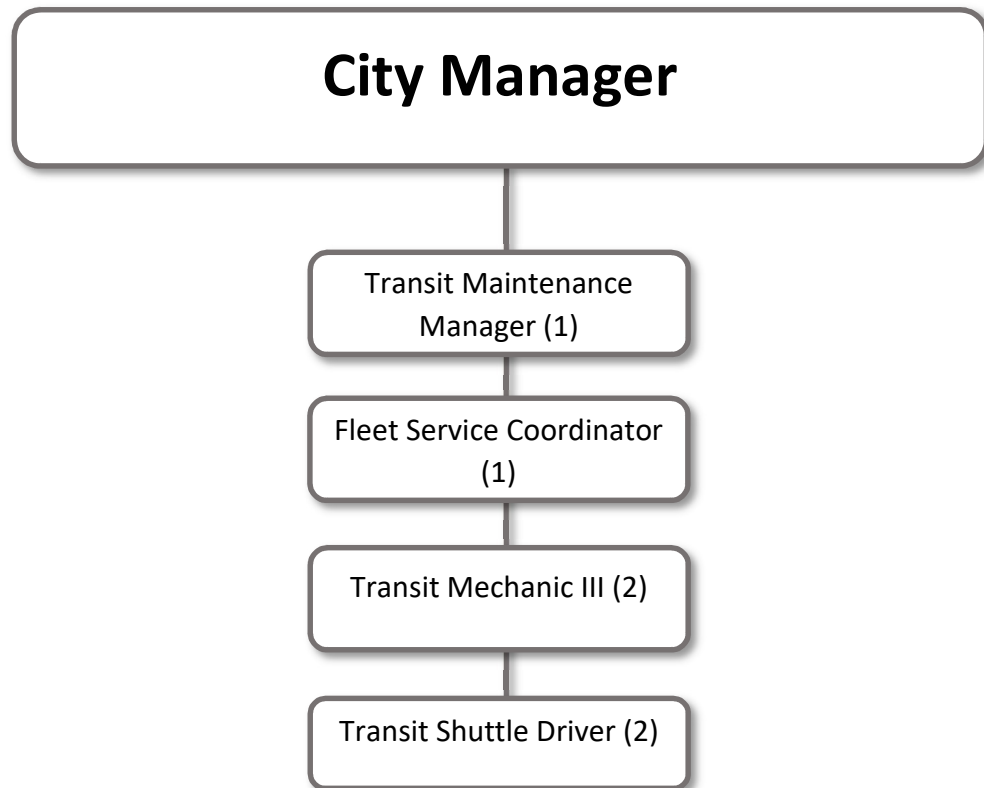 City Manager
Transit Maintenance
Manager (1)
Fleet Service Coordinator
(1)
Transit Mechanic III (2)
Transit Shuttle Driver (2)